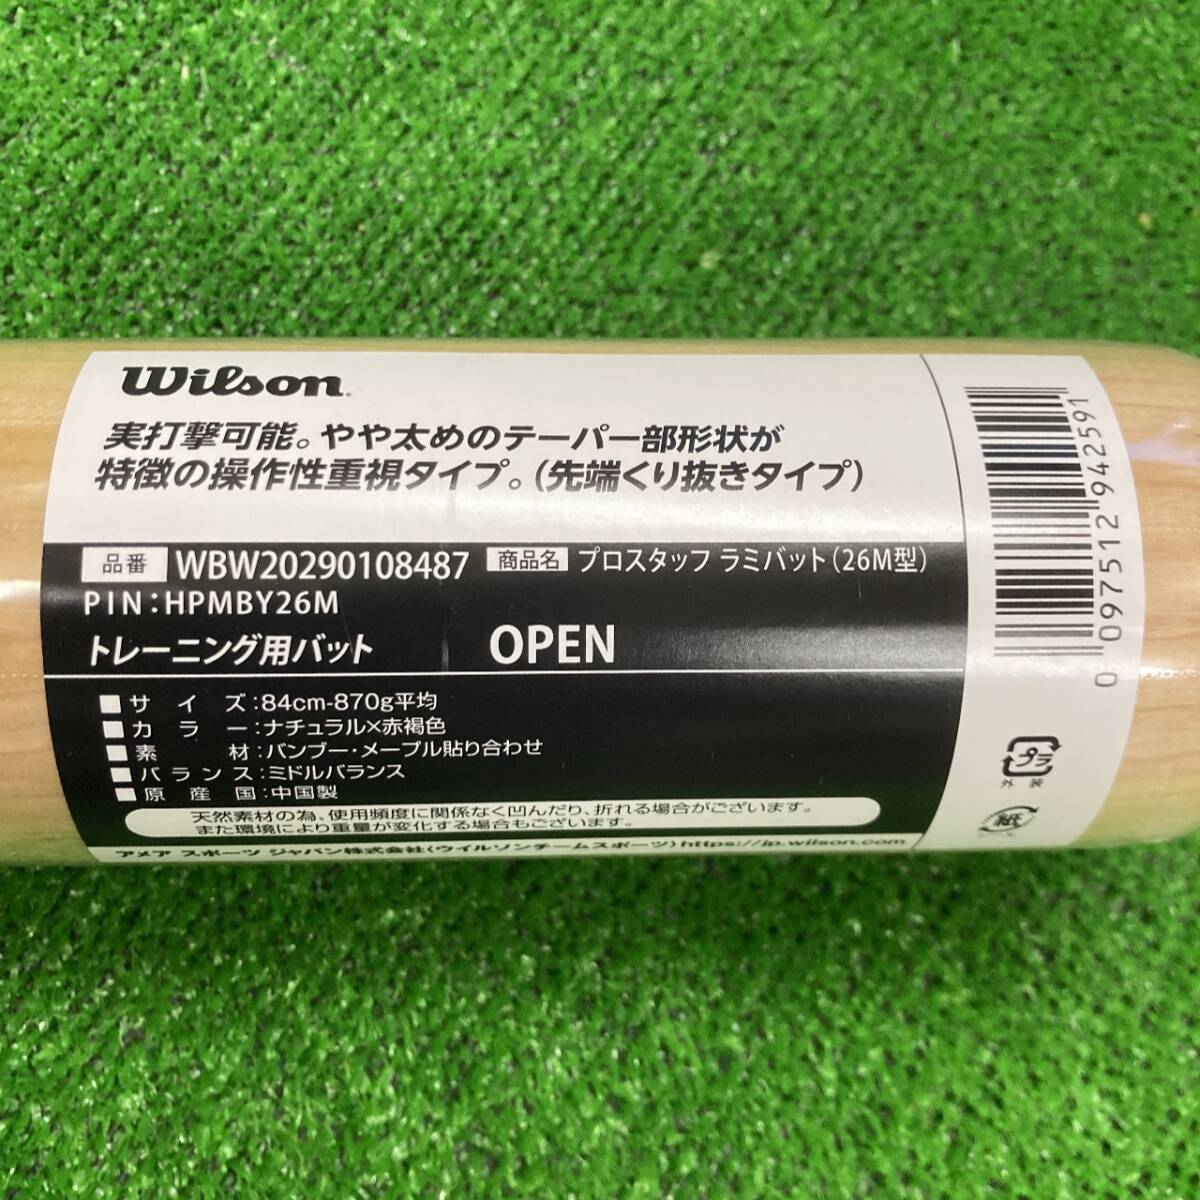 Wilson
実打撃可能。やや太めのテーパー部形状が
特徴の操作性重視タイプ。(先端くり抜きタイプ)
品番 WBW20290108487 商品名 プロスタッフ ラミバット(26M型)
PIN:HPMBY26M
トレーニング用バット OPEN
■サイズ:84cm-870g平均
■カラー:ナチュラル×赤褐色
■素材:バンブー・メープル貼り合わせ
■バランス:ミドルバランス
■原産国:中国製
天然素材の為、使用頻度に関係なく凹んだり、折れる場合がございます。
また環境により重量が変化する場合もございます。
アメア スポーツ ジャパン株式会社(ウイルソンチームスポーツ)https://jp.wilson.com
0 097512 942591
プラ
外装
紙